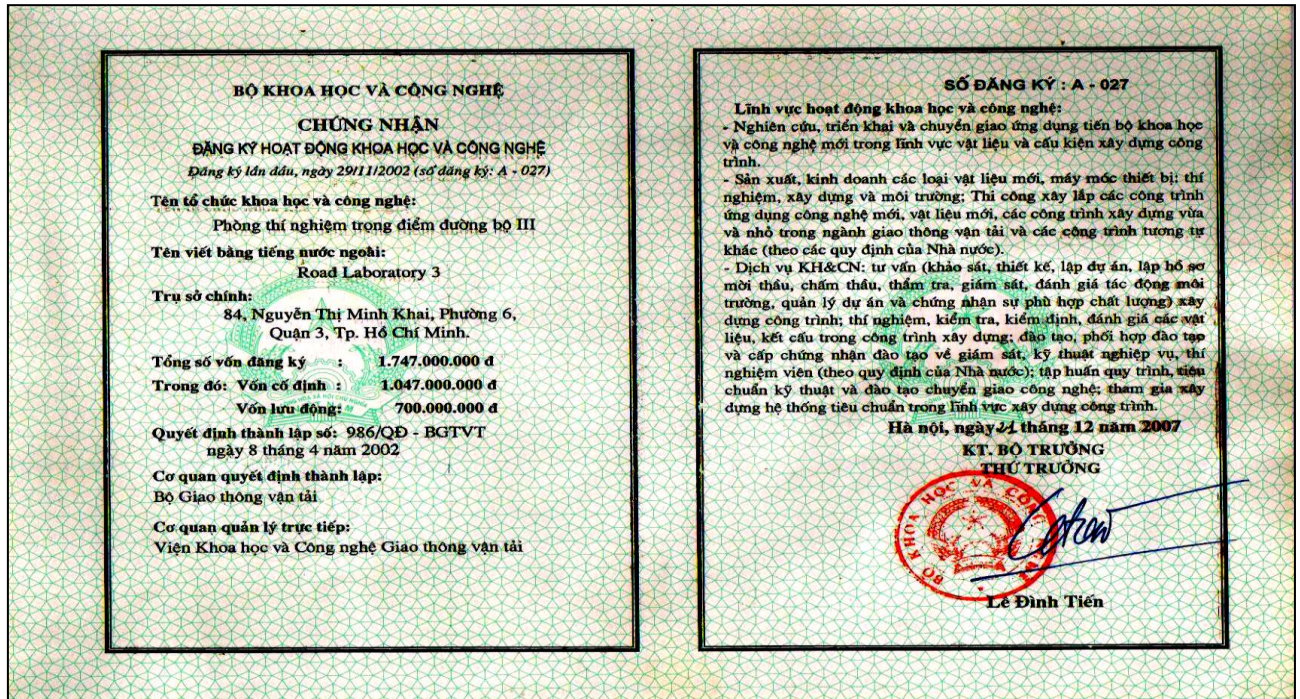 BỘ KHOA HỌC VÀ CÔNG NGHỆ
CHỨNG NHẬN
ĐĂNG KÝ HOẠT ĐỘNG KHOA HỌC VÀ CÔNG NGHỆ
Đăng ký lần đầu, ngày 29/11/2002 (số đăng ký: A - 027)
Tên tổ chức khoa học và công nghệ:
Phòng thí nghiệm trọng điểm đường bộ III
Tên viết bằng tiếng nước ngoài:
Road Laboratory 3
Trụ sở chính:
84, Nguyễn Thị Minh Khai, Phường 6,
Quận 3, Tp. Hồ Chí Minh.
Tổng số vốn đăng ký : 1.747.000.000 đ
Trong đó: Vốn cố định : 1.047.000.000 đ
Vốn lưu động: 700.000.000 đ
Quyết định thành lập số: 986/QĐ - BGTVT
ngày 8 tháng 4 năm 2002
Cơ quan quyết định thành lập:
Bộ Giao thông vận tải
Cơ quan quản lý trực tiếp:
Viện Khoa học và Công nghệ Giao thông vận tải
SỐ ĐĂNG KÝ : A - 027
Lĩnh vực hoạt động khoa học và công nghệ:
- Nghiên cứu, triển khai và chuyển giao ứng dụng tiến bộ khoa học
và công nghệ mới trong lĩnh vực vật liệu và cấu kiện xây dựng công
trình.
- Sản xuất, kinh doanh các loại vật liệu mới, máy móc thiết bị: thí
nghiệm, xây dựng và môi trường; Thi công xây lắp các công trình
ứng dụng công nghệ mới, vật liệu mới, các công trình xây dựng vừa
và nhỏ trong ngành giao thông vận tải và các công trình tương tự
khác (theo các quy định của Nhà nước).
- Dịch vụ KH&CN: tư vấn (khảo sát, thiết kế, lập dự án, lập hồ sơ
mời thầu, chấm thầu, thẩm tra, giám sát, đánh giá tác động môi
trường, quản lý dự án và chứng nhận sự phù hợp chất lượng) xây
dựng công trình; thí nghiệm, kiểm tra, kiểm định, đánh giá các vật
liệu, kết cấu trong công trình xây dựng; đào tạo, phối hợp đào tạo
và cấp chứng nhận đào tạo về giám sát, kỹ thuật nghiệp vụ, thí
nghiệm viên (theo quy định của Nhà nước); tập huấn quy trình, tiêu
chuẩn kỹ thuật và đào tạo chuyển giao công nghệ; tham gia xây
dựng hệ thống tiêu chuẩn trong lĩnh vực xây dựng công trình.
Hà nội, ngày 21 tháng 12 năm 2007
KT. BỘ TRƯỞNG
THỨ TRƯỞNG
BỘ KHOA HỌC VÀ CÔNG
Lê Đình Tiến